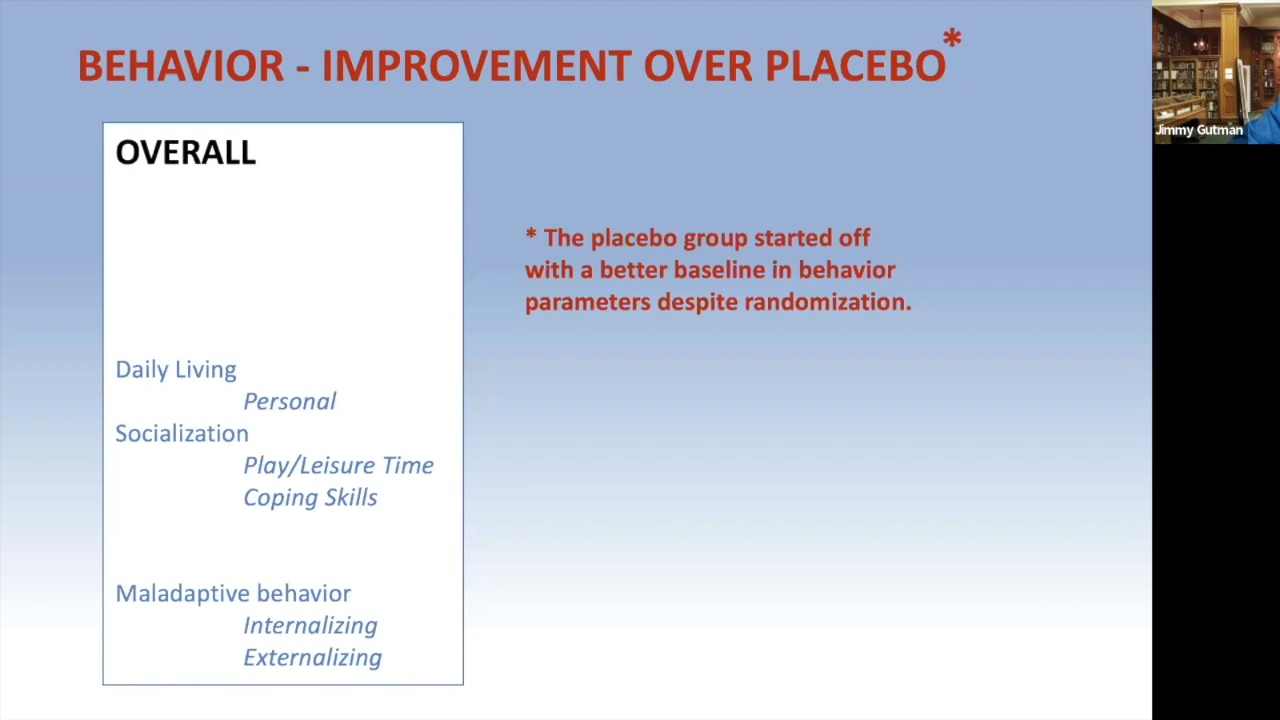 BEHAVIOR - IMPROVEMENT OVER PLACEBO*
Jimmy Gutman
OVERALL
* The placebo group started off
with a better baseline in behavior
parameters despite randomization.
Daily Living
Personal
Socialization
Play/Leisure Time
Coping Skills
Maladaptive behavior
Internalizing
Externalizing